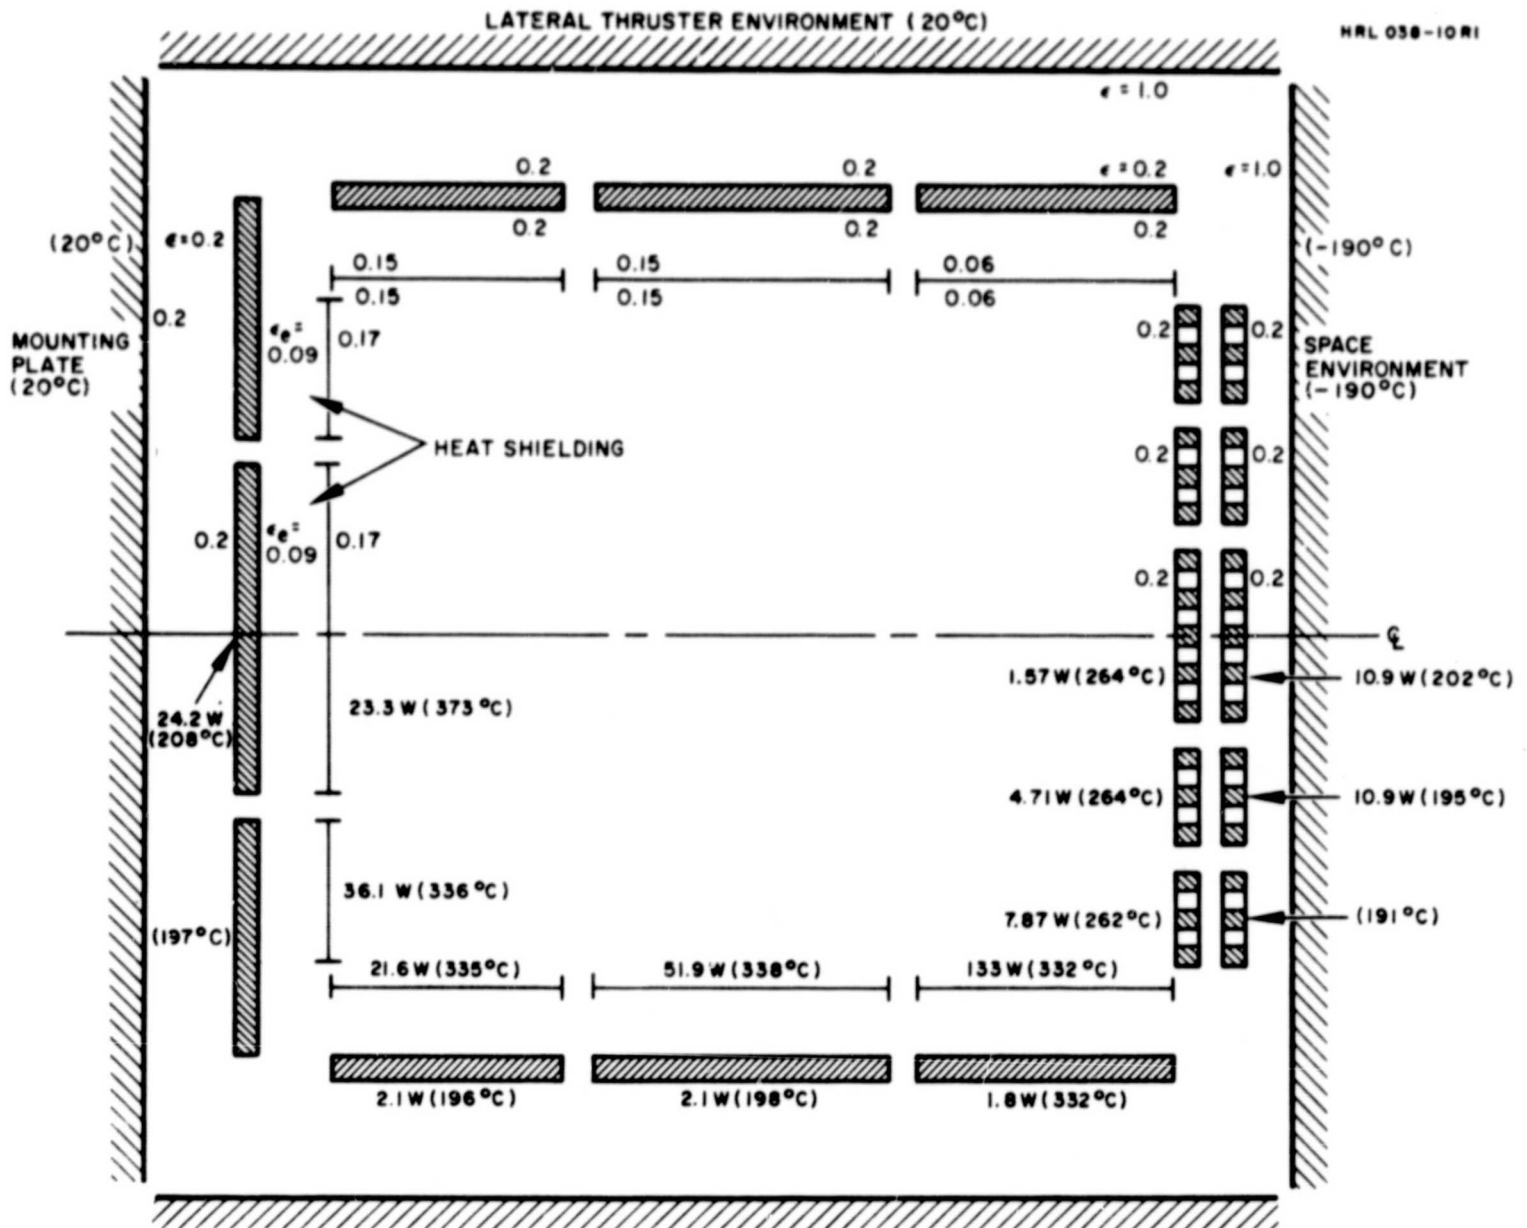 LATERAL THRUSTER ENVIRONMENT (20°C)
HRL 038-10 R1
ϵ = 1.0
0.2
0.2
ϵ = 0.2
ϵ = 1.0
0.2
0.2
0.2
(20°C)
ϵ = 0.2
(-190°C)
0.15
0.15
0.06
0.15
0.15
0.06
0.2
MOUNTING
PLATE
(20°C)
ϵe =
0.09
0.17
0.2
0.2
SPACE
ENVIRONMENT
(-190°C)
HEAT SHIELDING
0.2
0.2
0.2
ϵe =
0.09
0.17
0.2
0.2
℄
1.57 W (264°C)
10.9 W (202°C)
24.2 W
(208°C)
23.3 W (373°C)
4.71 W (264°C)
10.9 W (195°C)
36.1 W (336°C)
7.87 W (262°C)
(191°C)
(197°C)
21.6 W (335°C)
51.9 W (338°C)
133 W (332°C)
2.1 W (196°C)
2.1 W (198°C)
1.8 W (332°C)